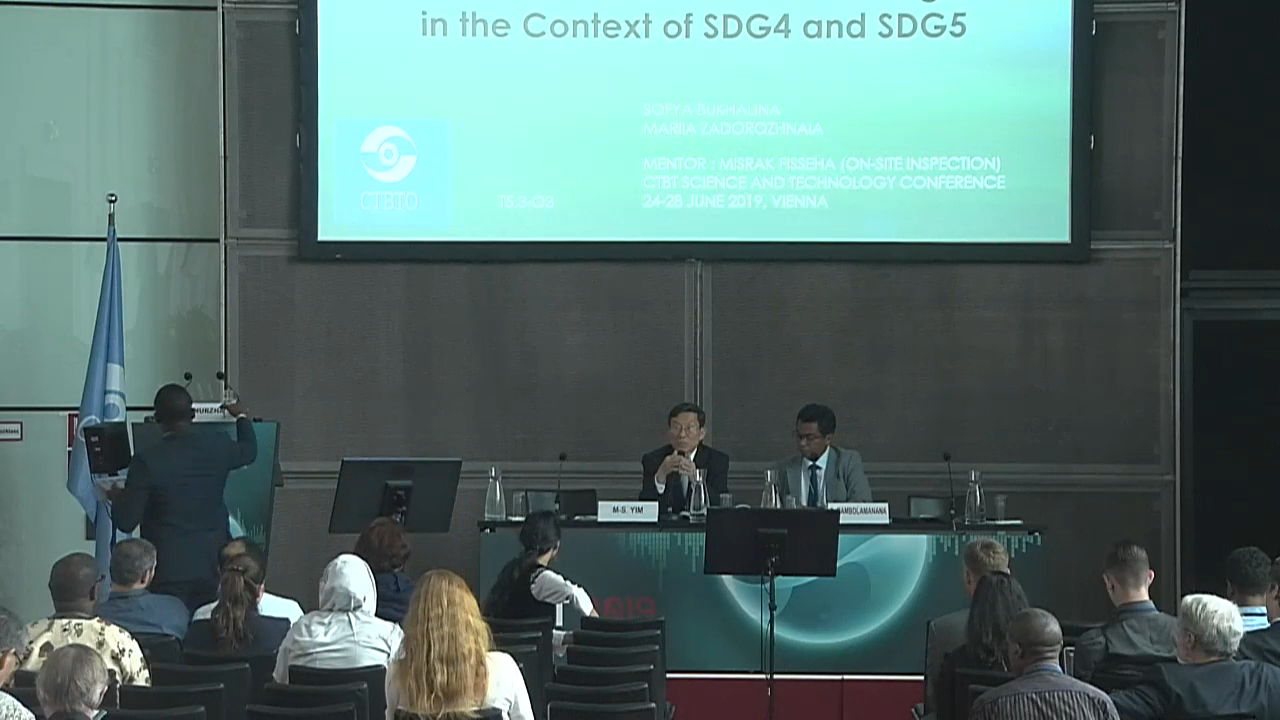 in the Context of SDG4 and SDG5
SOFYA BUKHALINA
MARIIA ZADOROZHNAIA
MENTOR : MISRAK FISSEHA (ON-SITE INSPECTION)
CTBT SCIENCE AND TECHNOLOGY CONFERENCE
24-28 JUNE 2019, VIENNA
CTBTO
T5.3-O3
M-S. YIM